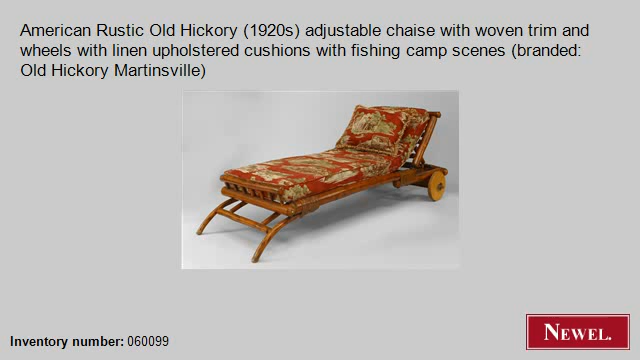 American Rustic Old Hickory (1920s) adjustable chaise with woven trim and
wheels with linen upholstered cushions with fishing camp scenes (branded:
Old Hickory Martinsville)
Inventory number: 060099
NEWEL.